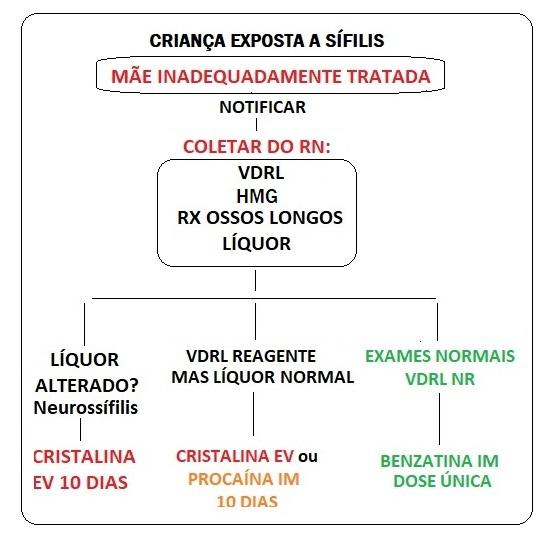 CRIANÇA EXPOSTA A SÍFILIS
MÃE INADEQUADAMENTE TRATADA
NOTIFICAR
COLETAR DO RN:
VDRL
HMG
RX OSSOS LONGOS
LÍQUOR
LÍQUOR
ALTERADO?
Neurossífilis
CRISTALINA
EV 10 DIAS
VDRL REAGENTE
MAS LÍQUOR NORMAL
CRISTALINA EV ou
PROCAÍNA IM
10 DIAS
EXAMES NORMAIS
VDRL NR
BENZATINA IM
DOSE ÚNICA